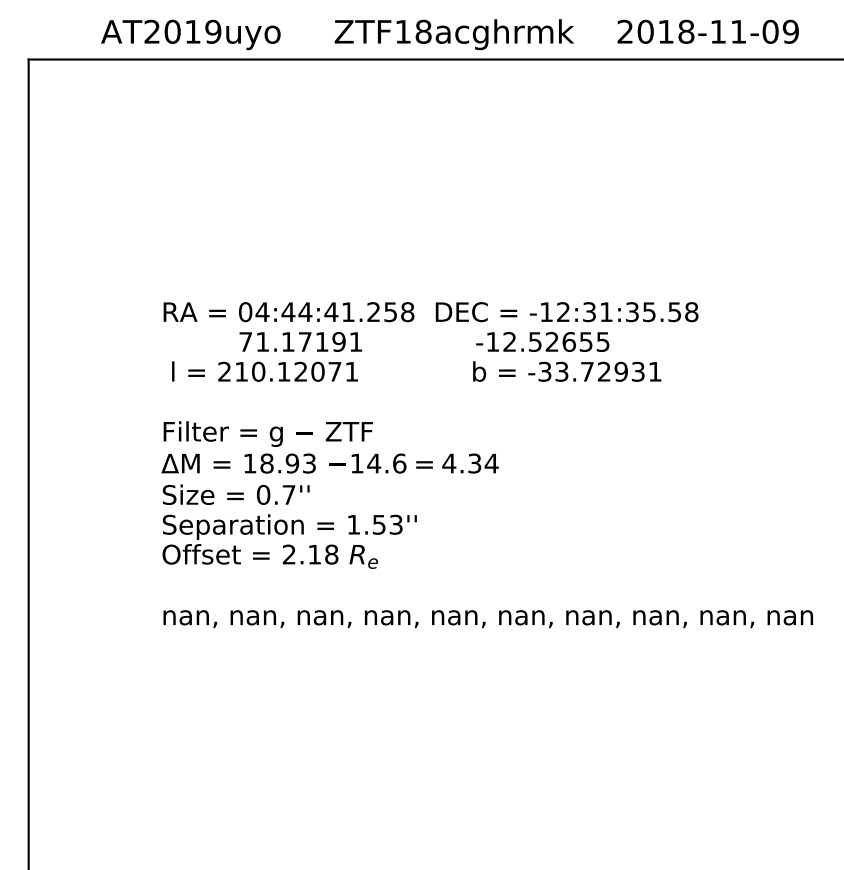 AT2019uyo ZTF18acghrmk 2018-11-09
RA = 04:44:41.258 DEC = -12:31:35.58
71.17191 -12.52655
l = 210.12071 b = -33.72931
Filter = g − ZTF
ΔM = 18.93 −14.6 = 4.34
Size = 0.7''
Separation = 1.53''
Offset = 2.18 Re
nan, nan, nan, nan, nan, nan, nan, nan, nan, nan